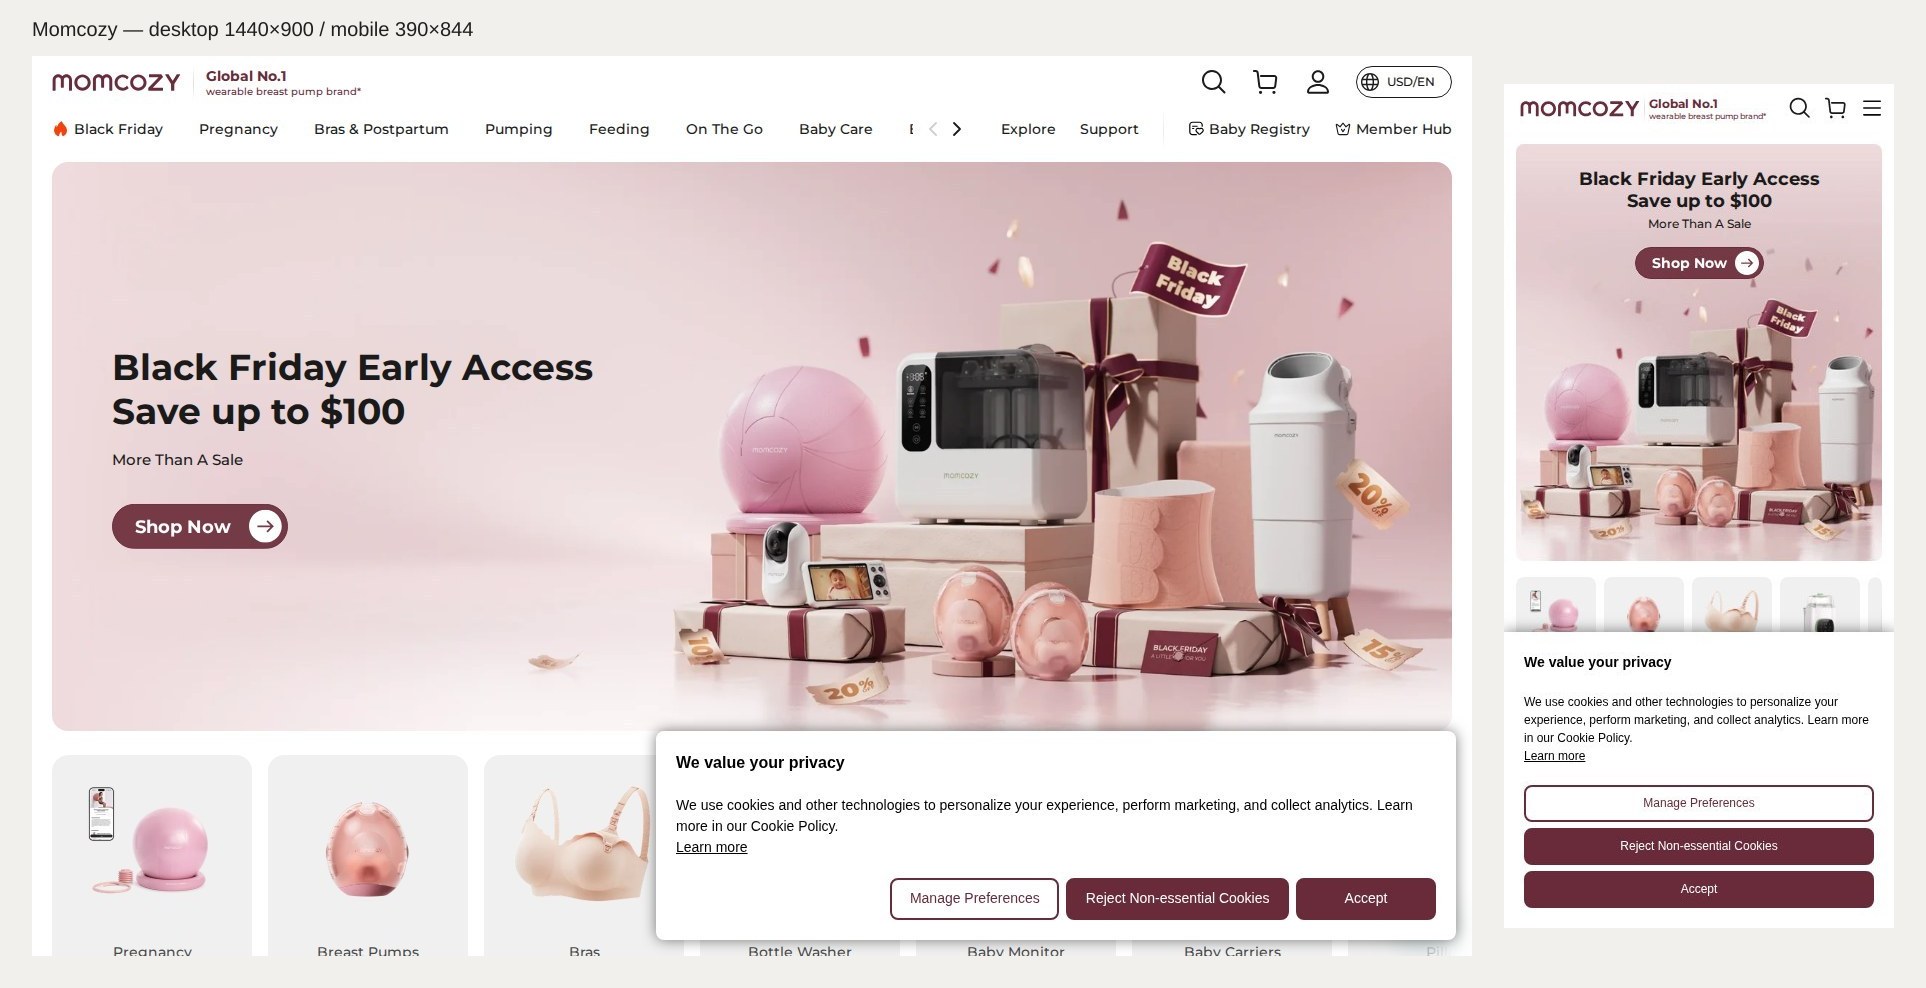 Momcozy — desktop 1440×900 / mobile 390×844
momcozy
Global No.1
wearable breast pump brand*
USD/EN
Black Friday
Pregnancy
Bras & Postpartum
Pumping
Feeding
On The Go
Baby Care
Explore
Support
Baby Registry
Member Hub
Black Friday Early Access
Save up to $100
More Than A Sale
Shop Now
Black
Friday
momcozy
momcozy
momcozy
20%
10
20%
BLACK FRIDAY
15%
Pregnancy
Breast Pumps
Bras
Bottle Washer
Baby Monitor
Baby Carriers
We value your privacy
We use cookies and other technologies to personalize your experience, perform marketing, and collect analytics. Learn
more in our Cookie Policy.
Learn more
Manage Preferences
Reject Non-essential Cookies
Accept
momcozy
Global No.1
wearable breast pump brand*
Black Friday Early Access
Save up to $100
More Than A Sale
Shop Now
Black
Friday
20%
15%
BLACK FRIDAY
We value your privacy
We use cookies and other technologies to personalize your
experience, perform marketing, and collect analytics. Learn more
in our Cookie Policy.
Learn more
Manage Preferences
Reject Non-essential Cookies
Accept